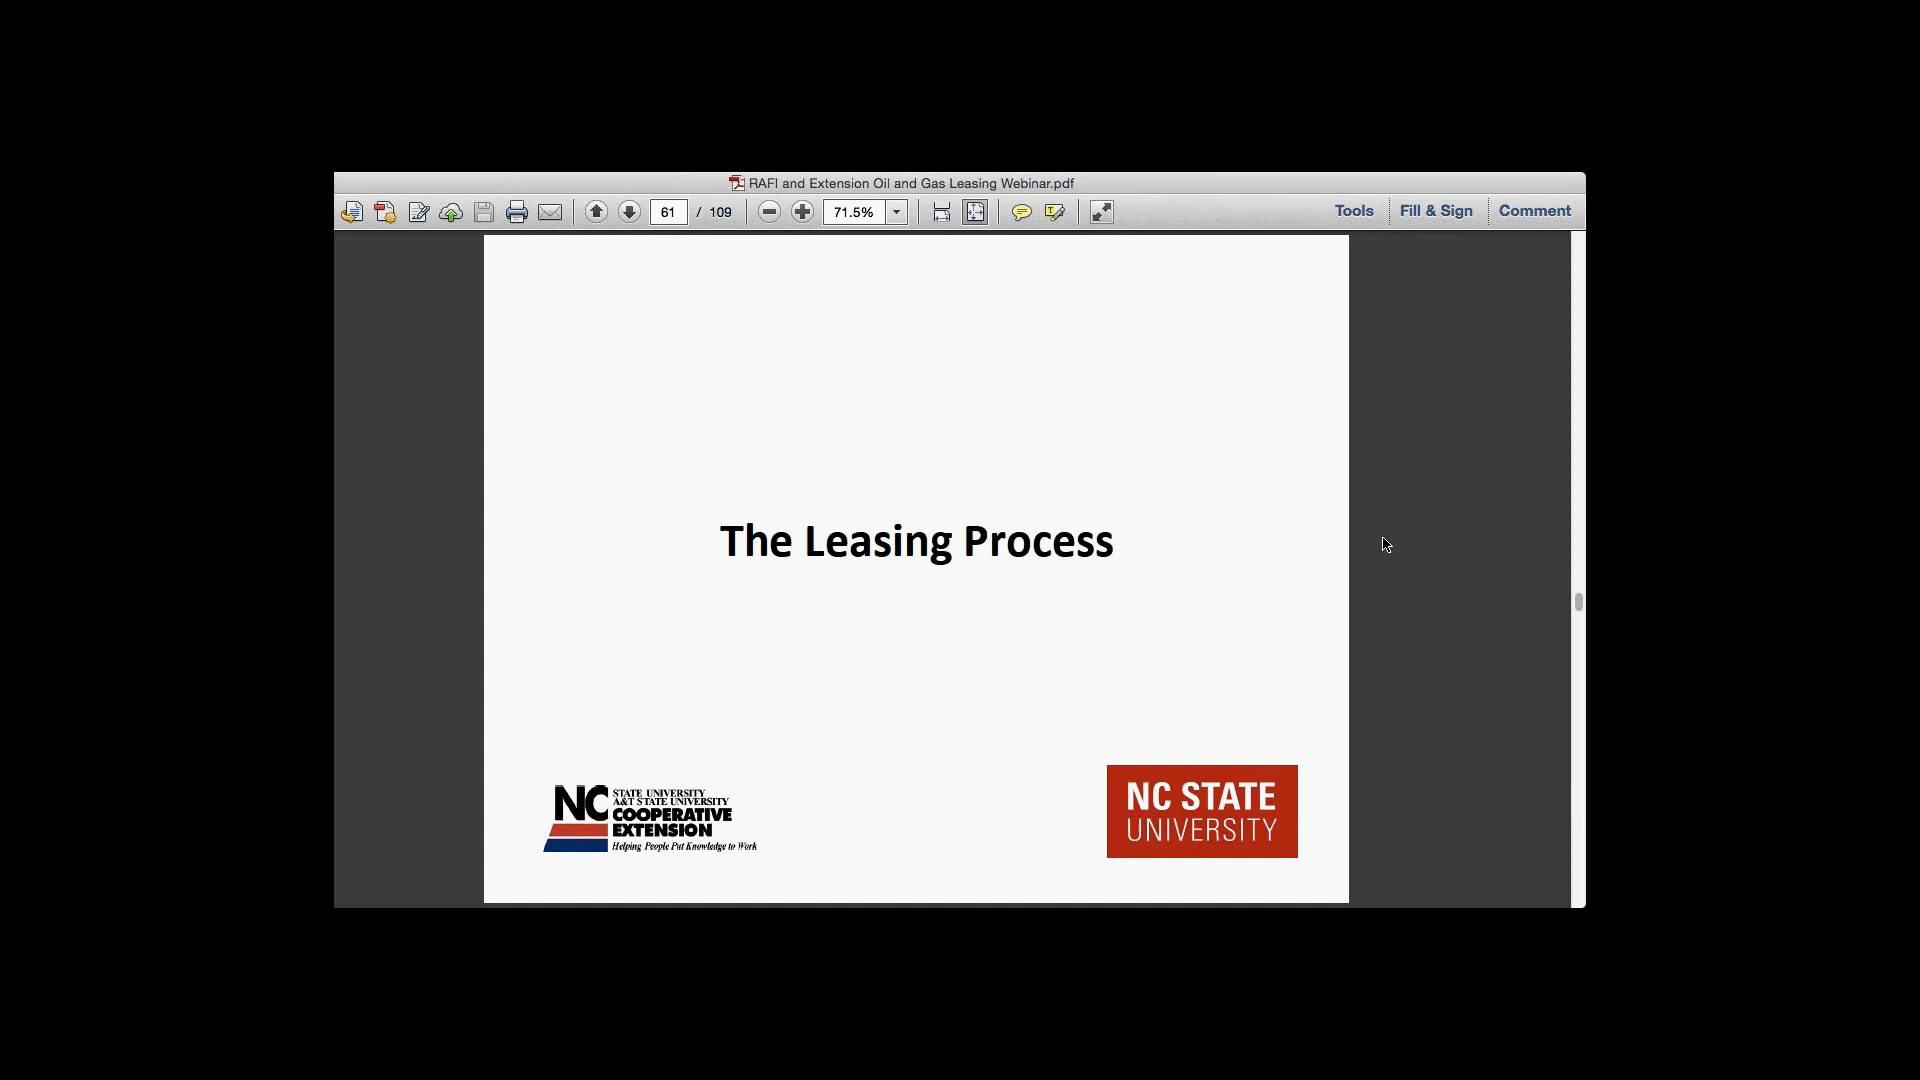 RAFI and Extension Oil and Gas Leasing Webinar.pdf
61 / 109 71.5% Tools Fill & Sign Comment
The Leasing Process
NC STATE UNIVERSITY
A&T STATE UNIVERSITY
COOPERATIVE
EXTENSION
Helping People Put Knowledge to Work
NC STATE
UNIVERSITY